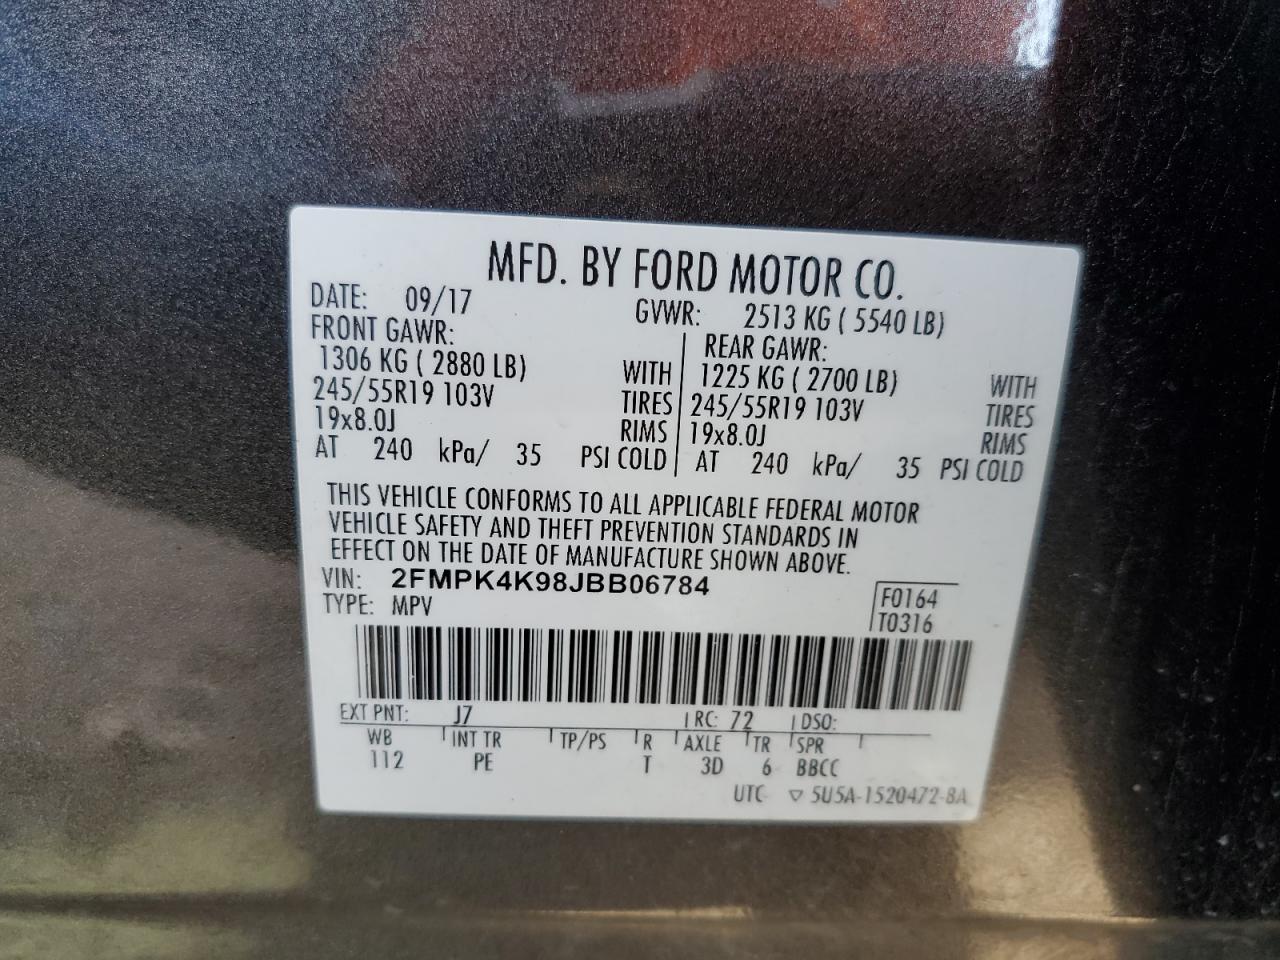 MFD. BY FORD MOTOR CO.
DATE: 09/17 GVWR: 2513 KG ( 5540 LB)
FRONT GAWR: REAR GAWR:
1306 KG ( 2880 LB) WITH 1225 KG ( 2700 LB) WITH
245/55R19 103V TIRES 245/55R19 103V TIRES
19x8.0J RIMS 19x8.0J RIMS
AT 240 kPa/ 35 PSI COLD AT 240 kPa/ 35 PSI COLD
THIS VEHICLE CONFORMS TO ALL APPLICABLE FEDERAL MOTOR
VEHICLE SAFETY AND THEFT PREVENTION STANDARDS IN
EFFECT ON THE DATE OF MANUFACTURE SHOWN ABOVE.
VIN: 2FMPK4K98JBB06784 F0164
TYPE: MPV T0316
EXT PNT: J7 RC: 72 DSO:
WB INT TR TP/PS R AXLE TR SPR
112 PE T 3D 6 BBCC
UTC ▽ 5U5A-1520472-8A